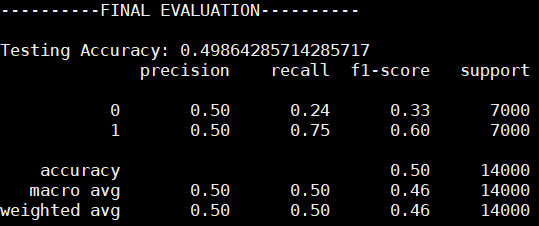 ----------FINAL EVALUATION----------
Testing Accuracy: 0.49864285714285717
precision recall f1-score support
0 0.50 0.24 0.33 7000
1 0.50 0.75 0.60 7000
accuracy 0.50 14000
macro avg 0.50 0.50 0.46 14000
weighted avg 0.50 0.50 0.46 14000